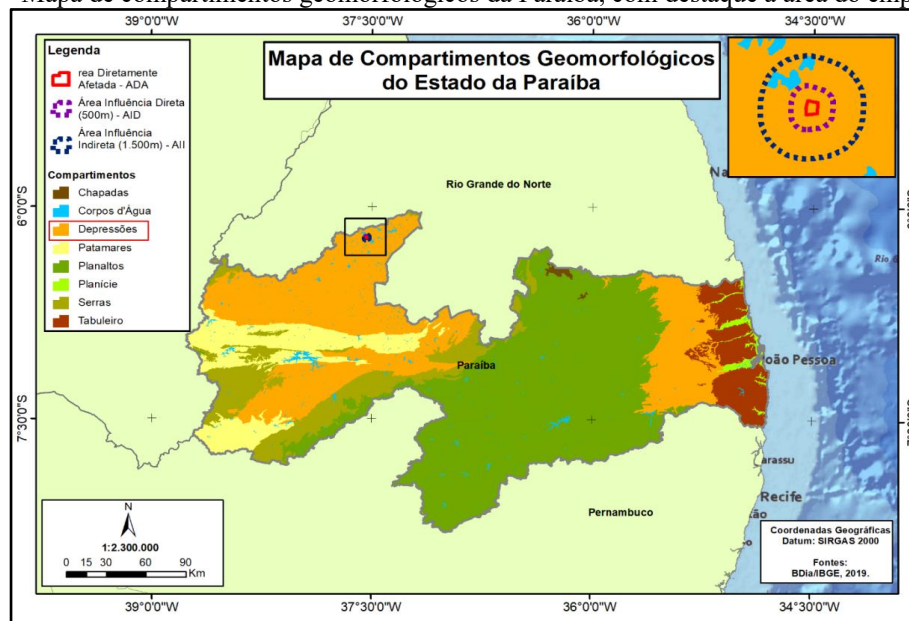 Mapa de compartimentos geomorfológicos da Paraíba, com destaque à área do emp
39°0'0"W
37°30'0"W
36°0'0"W
34°30'0"W
Legenda
rea Diretamente
Afetada - ADA
Área Influência Direta
(500m) - AID
Área Influência
Indireta (1.500m) - AII
Compartimentos
Chapadas
Corpos d'Água
Depressões
Patamares
Planaltos
Planície
Serras
Tabuleiro
Mapa de Compartimentos Geomorfológicos
do Estado da Paraíba
Na
Rio Grande do Norte
6°0'0"S
Rio
Paraíba
João Pessoa
7°30'0"S
arassu
Recife
ão
Pernambuco
N
1:2.300.000
0 15 30 60 90
Km
Coordenadas Geográficas
Datum: SIRGAS 2000
Fontes:
BDia/IBGE, 2019.
39°0'0"W
37°30'0"W
36°0'0"W
34°30'0"W